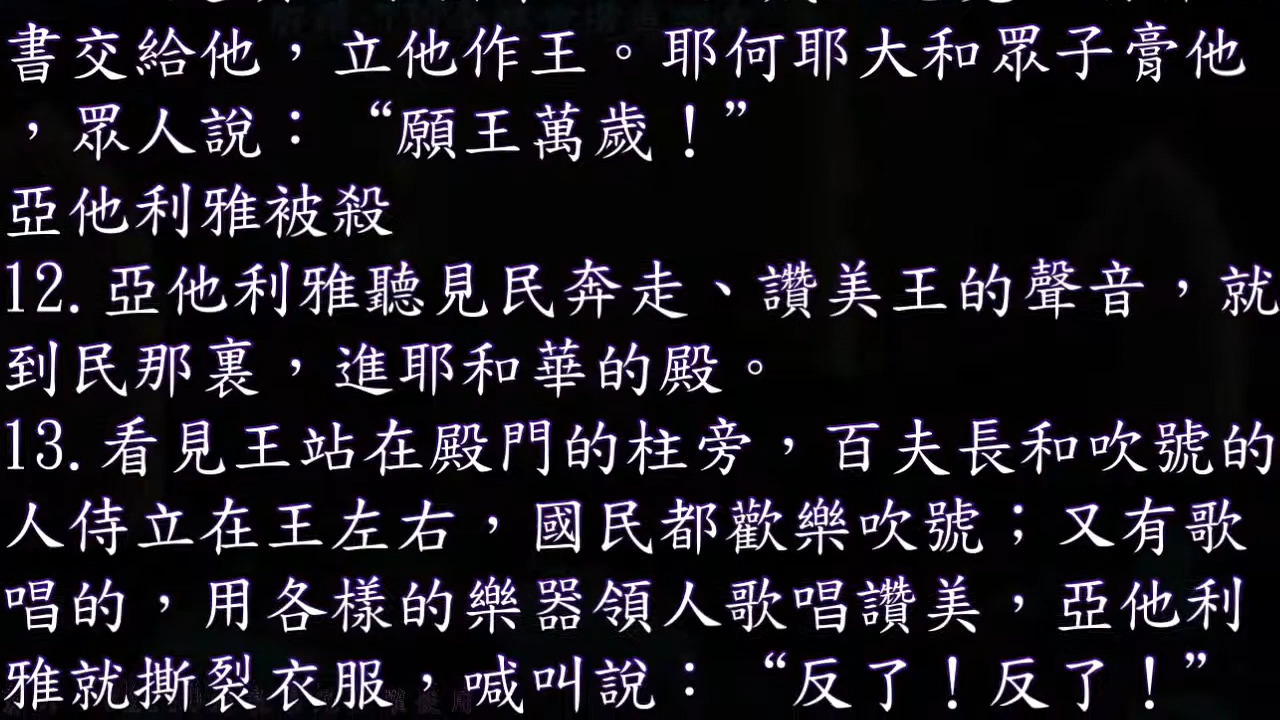 書交給他，立他作王。耶何耶大和眾子膏他
，眾人說：“願王萬歲！”
亞他利雅被殺
12.亞他利雅聽見民奔走、讚美王的聲音，就
到民那裏，進耶和華的殿。
13.看見王站在殿門的柱旁，百夫長和吹號的
人侍立在王左右，國民都歡樂吹號；又有歌
唱的，用各樣的樂器領人歌唱讚美，亞他利
雅就撕裂衣服，喊叫說：“反了！反了！”